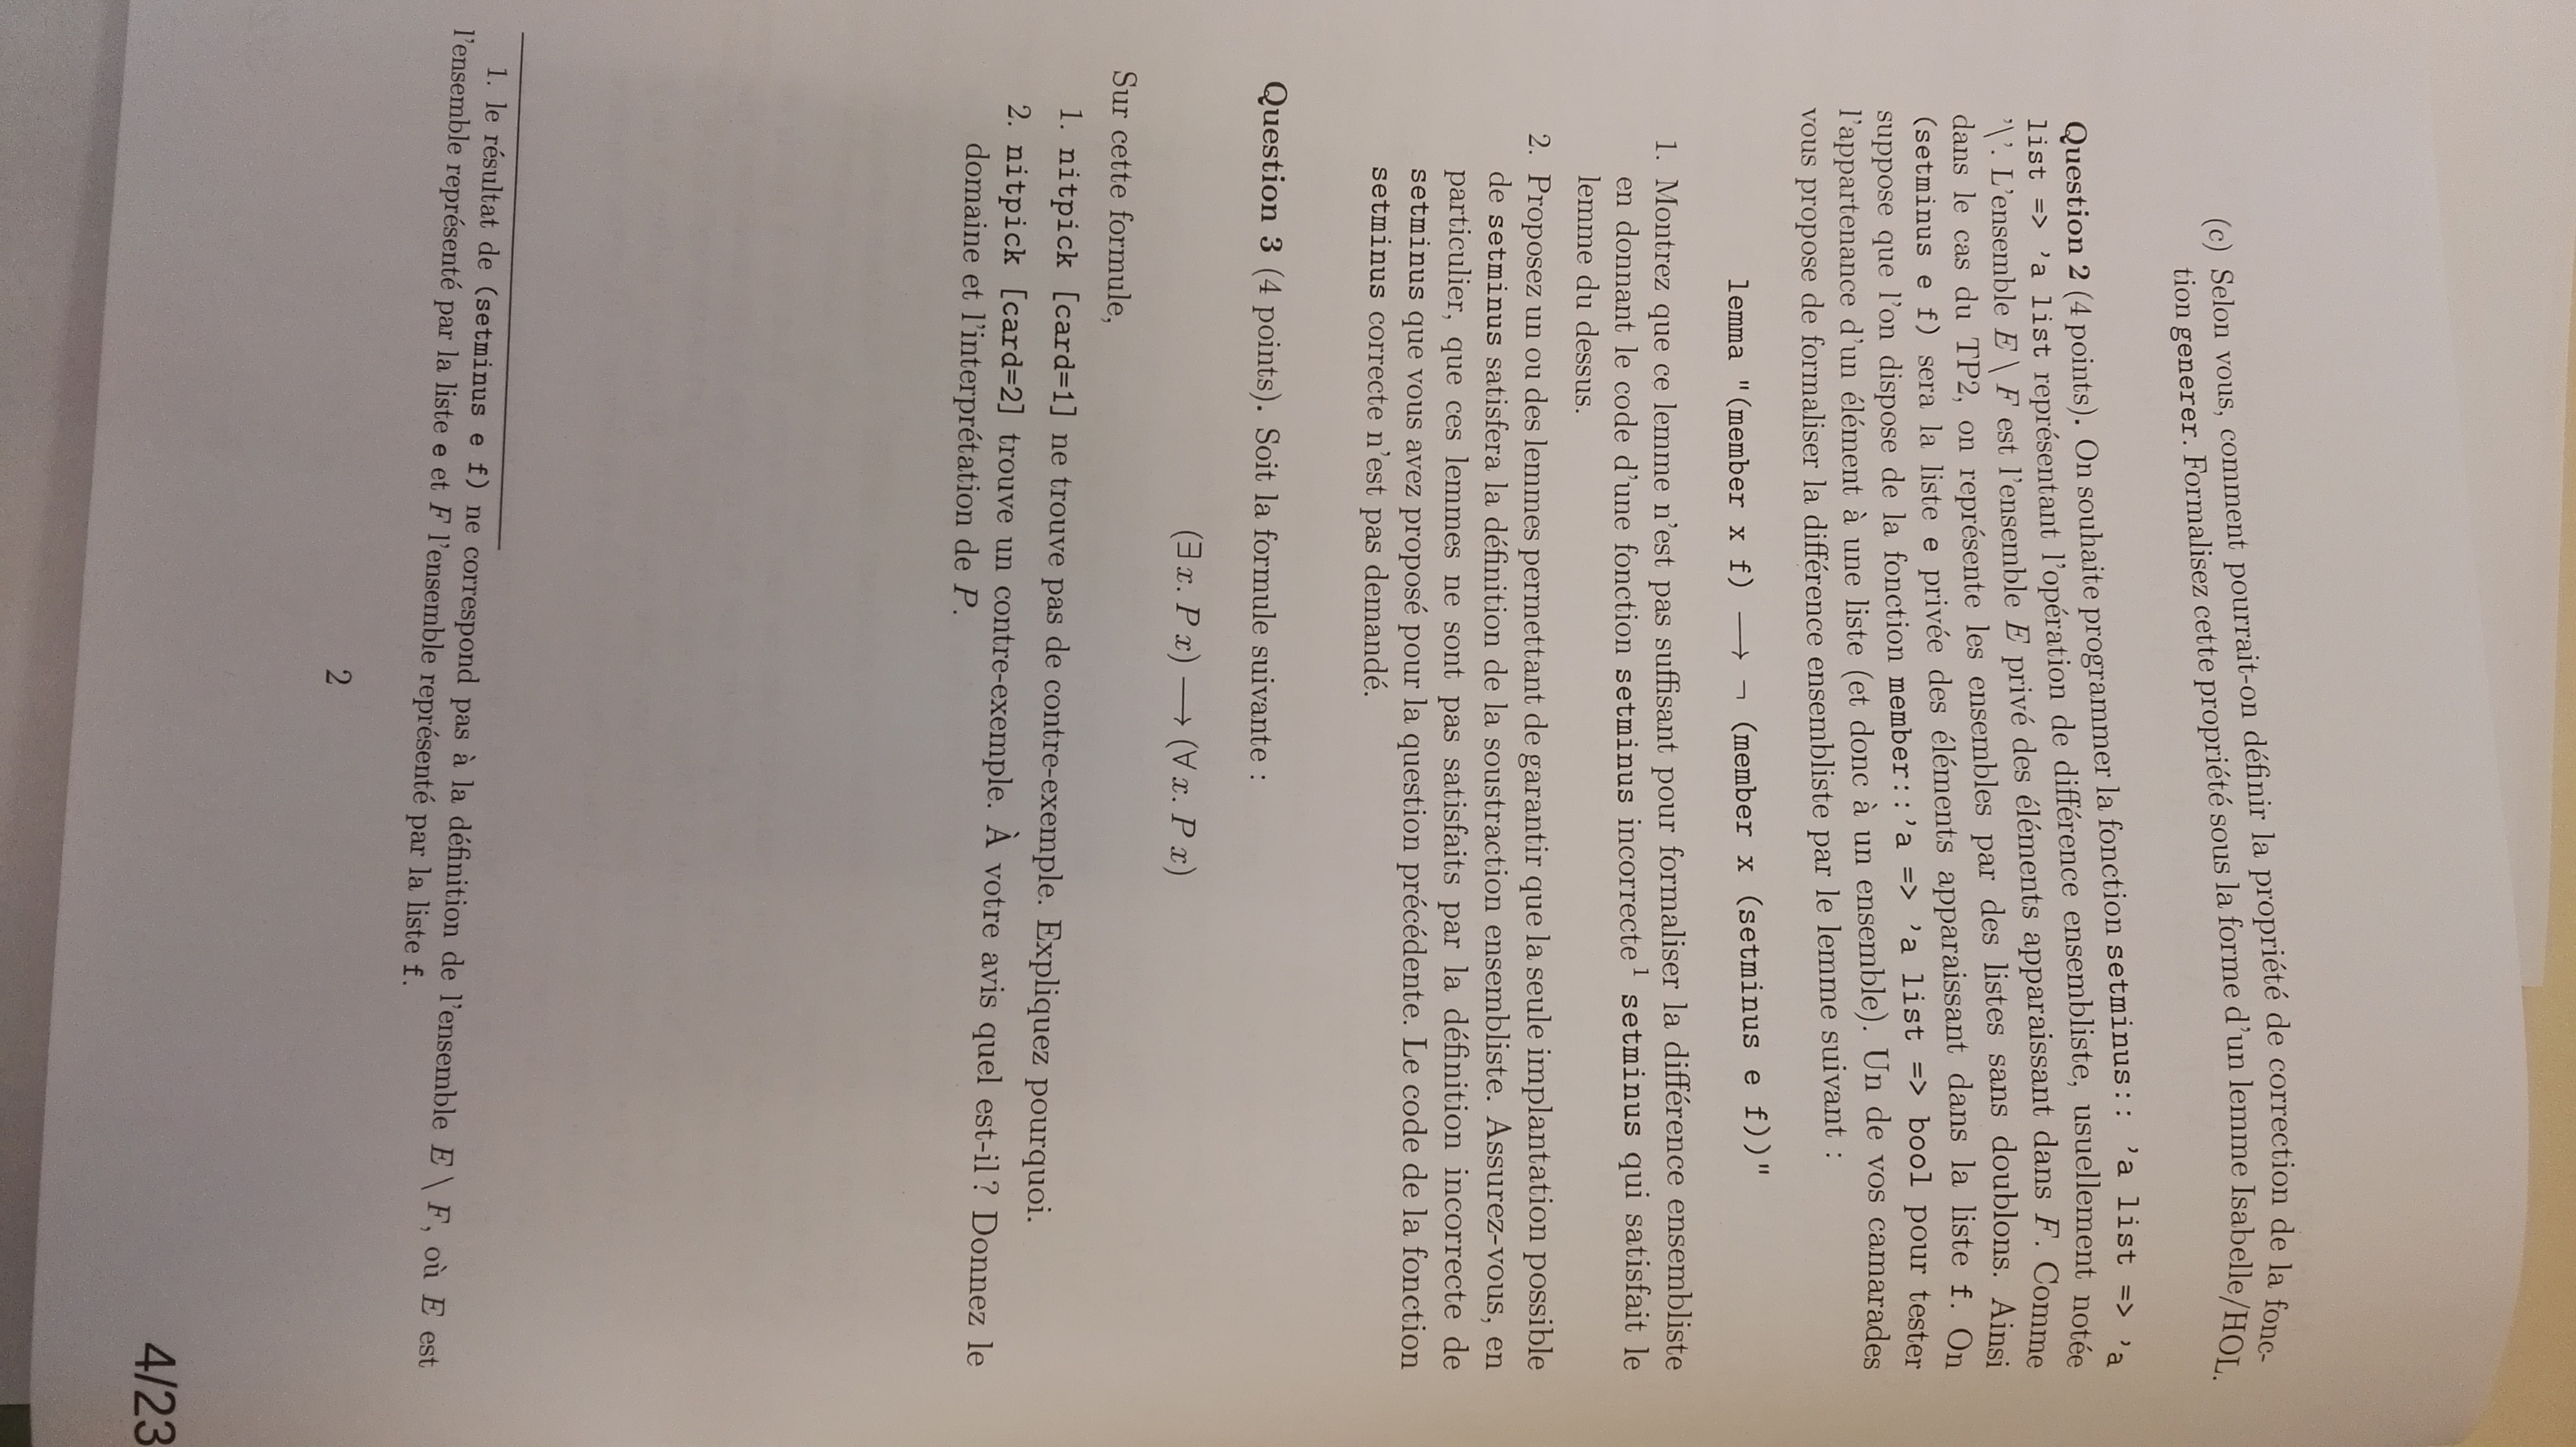 (c) Selon vous, comment pourrait-on définir la propriété de correction de la fonc-
tion generer. Formalisez cette propriété sous la forme d'un lemme Isabelle/HOL.
Question 2 (4 points). On souhaite programmer la fonction setminus:: 'a list => 'a
list => 'a list représentant l'opération de différence ensembliste, usuellement notée
'\'. L'ensemble E \ F est l'ensemble E privé des éléments apparaissant dans F. Comme
dans le cas du TP2, on représente les ensembles par des listes sans doublons. Ainsi
(setminus e f) sera la liste e privée des éléments apparaissant dans la liste f. On
suppose que l'on dispose de la fonction member::'a => 'a list => bool pour tester
l'appartenance d'un élément à une liste (et donc à un ensemble). Un de vos camarades
vous propose de formaliser la différence ensembliste par le lemme suivant :
lemma "(member x f) ⟶ ¬ (member x (setminus e f))"
1. Montrez que ce lemme n'est pas suffisant pour formaliser la différence ensembliste
en donnant le code d'une fonction setminus incorrecte¹ setminus qui satisfait le
lemme du dessus.
2. Proposez un ou des lemmes permettant de garantir que la seule implantation possible
de setminus satisfera la définition de la soustraction ensembliste. Assurez-vous, en
particulier, que ces lemmes ne sont pas satisfaits par la définition incorrecte de
setminus que vous avez proposé pour la question précédente. Le code de la fonction
setminus correcte n'est pas demandé.
Question 3 (4 points). Soit la formule suivante :
(∃ x. P x) ⟶ (∀ x. P x)
Sur cette formule,
1. nitpick [card=1] ne trouve pas de contre-exemple. Expliquez pourquoi.
2. nitpick [card=2] trouve un contre-exemple. À votre avis quel est-il ? Donnez le
domaine et l'interprétation de P.
1. le résultat de (setminus e f) ne correspond pas à la définition de l'ensemble E \ F, où E est
l'ensemble représenté par la liste e et F l'ensemble représenté par la liste f.
2
4/23